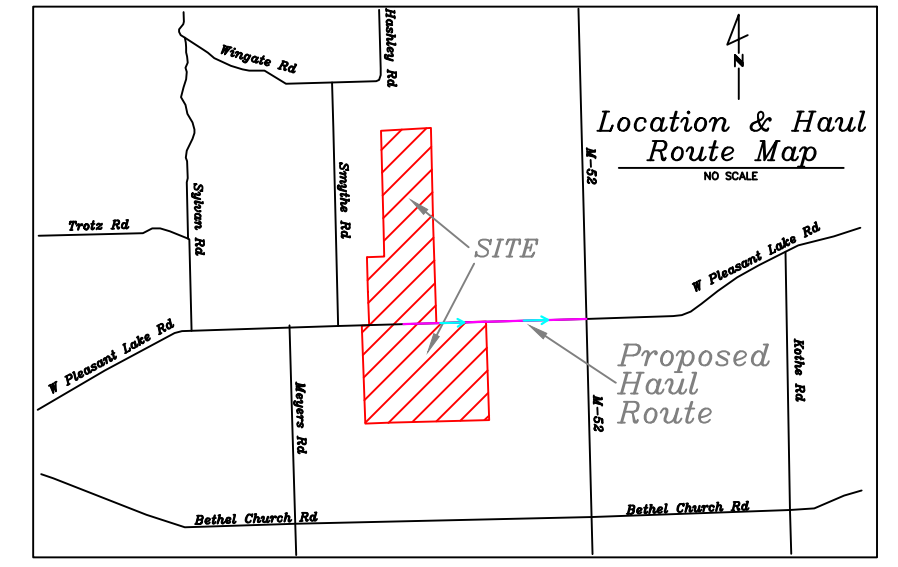 Hashley Rd
Wingate Rd
N
Location & Haul
Route Map
NO SCALE
M-52
Smythe Rd
Sylvan Rd
Trotz Rd
SITE
W Pleasant Lake Rd
W Pleasant Lake Rd
Proposed
Haul
Route
Kothe Rd
Meyers Rd
M-52
Bethel Church Rd
Bethel Church Rd